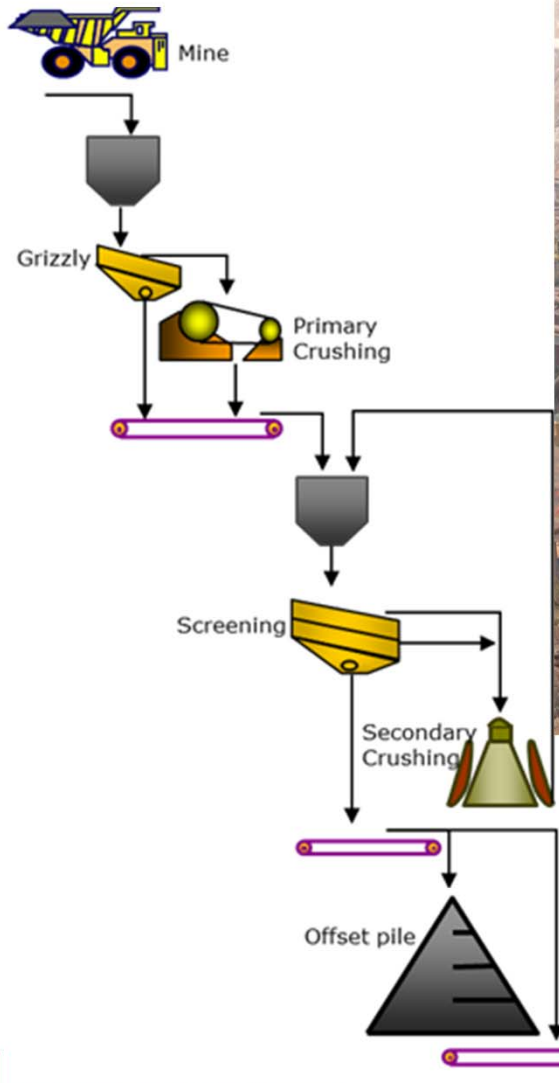 Mine
Grizzly
Primary
Crushing
Screening
Secondary
Crushing
Offset pile